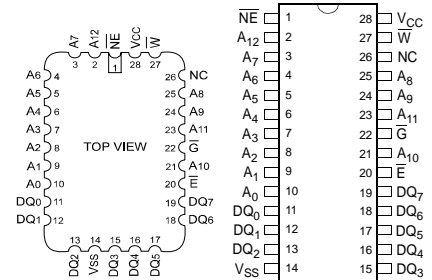 A7 A12 N̅E̅ VCC W̅
3 2 1 28 27
A6 4 26 NC
A5 5 25 A8
A4 6 24 A9
A3 7 23 A11
A2 8 TOP VIEW 22 G̅
A1 9 21 A10
A0 10 20 E̅
DQ0 11 19 DQ7
DQ1 12 18 DQ6
13 14 15 16 17
DQ2 VSS DQ3 DQ4 DQ5
N̅E̅ 1 28 VCC
A12 2 27 W̅
A7 3 26 NC
A6 4 25 A8
A5 5 24 A9
A4 6 23 A11
A3 7 22 G̅
A2 8 21 A10
A1 9 20 E̅
A0 10 19 DQ7
DQ0 11 18 DQ6
DQ1 12 17 DQ5
DQ2 13 16 DQ4
VSS 14 15 DQ3